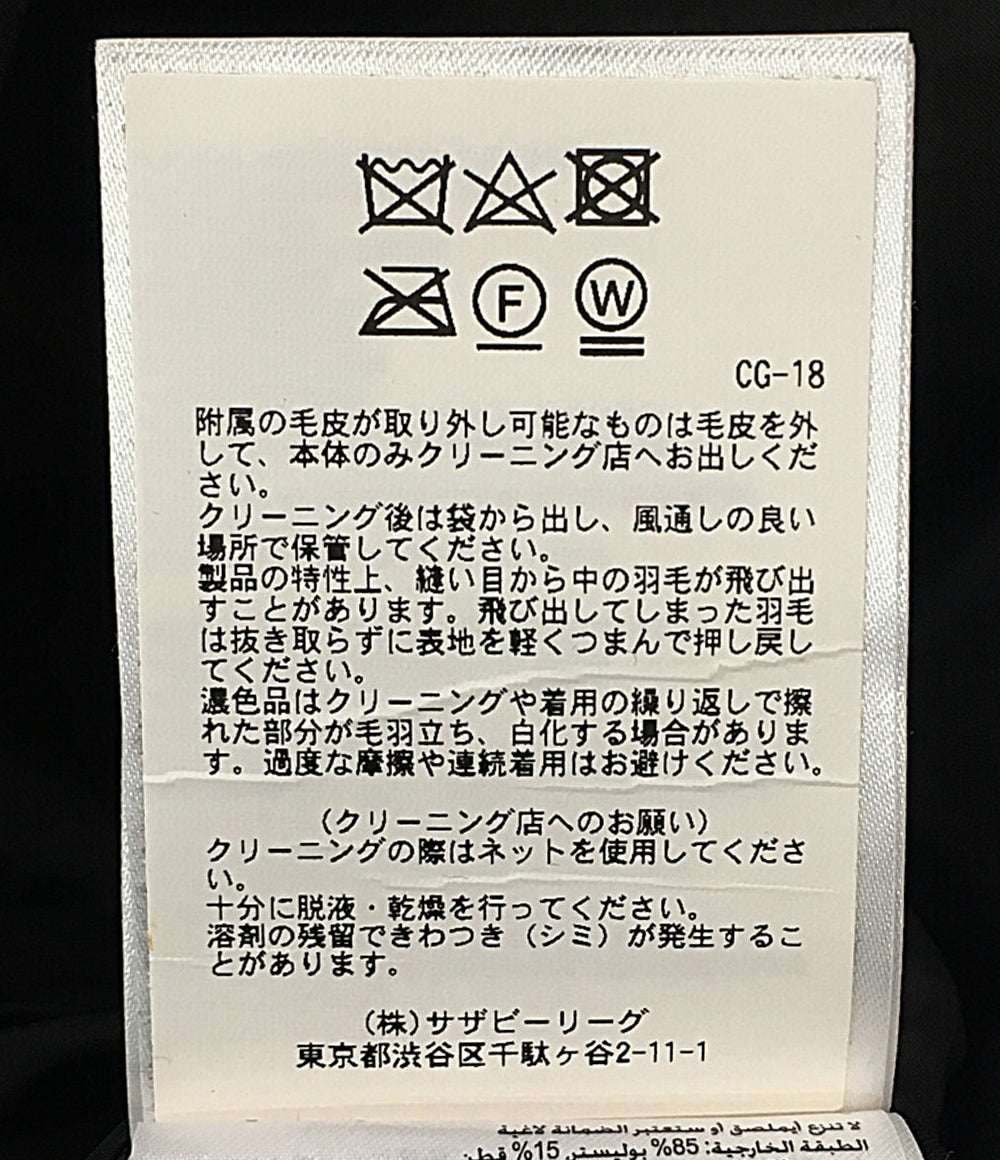 F W
CG-18
附属の毛皮が取り外し可能なものは毛皮を外
して、本体のみクリーニング店へお出しくだ
さい。
クリーニング後は袋から出し、風通しの良い
場所で保管してください。
製品の特性上、縫い目から中の羽毛が飛び出
すことがあります。飛び出してしまった羽毛
は抜き取らずに表地を軽くつまんで押し戻し
てください。
濃色品はクリーニングや着用の繰り返しで擦
れた部分が毛羽立ち、白化する場合がありま
す。過度な摩擦や連続着用はお避けください。
(クリーニング店へのお願い)
クリーニングの際はネットを使用してくださ
い。
十分に脱液・乾燥を行ってください。
溶剤の残留できわつき(シミ)が発生するこ
とがあります。
(株)サザビーリーグ
東京都渋谷区千駄ヶ谷2-11-1
لا تنزع أيملصق او ستعتبر الضمانة لاغية
الطبقة الخارجية: 85% بوليستر 15% قطن